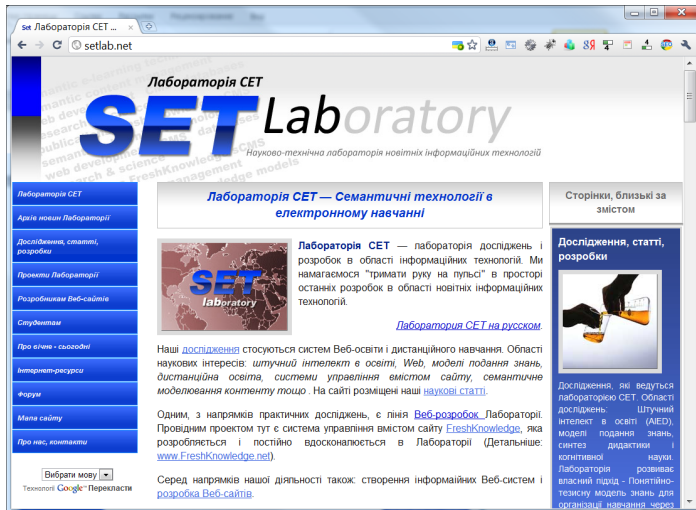 Лабораторія СЕТ ...
setlab.net
Лабораторія СЕТ
SET Laboratory
Науково-технічна лабораторія новітніх інформаційних технологій
Лабораторія СЕТ
Архів новин Лабораторії
Дослідження, статті,
розробки
Проекти Лабораторії
Розробникам Веб-сайтів
Студентам
Про вічне - сьогодні
Інтернет-ресурси
Форум
Мапа сайту
Про нас, контакти
Вибрати мову
Технології Google™ Перекласти
Лабораторія СЕТ — Семантичні технології в
електронному навчанні
SET
laboratory
Лабораторія СЕТ — лабораторія досліджень і
розробок в області інформаційних технологій. Ми
намагаємося "тримати руку на пульсі" в просторі
останніх розробок в області новітніх інформаційних
технологій.
Лаборатория СЕТ на русском.
Наші дослідження стосуються систем Веб-освіти і дистанційного навчання. Області
наукових інтересів: штучний інтелект в освіті, Web, моделі подання знань,
дистанційна освіта, системи управління вмістом сайту, семантичне
моделювання контенту тощо . На сайті розміщені наші наукові статті.
Одним, з напрямків практичних досліджень, є лінія Веб-розробок Лабораторії.
Провідним проектом тут є система управління вмістом сайту FreshKnowledge, яка
розробляється і постійно вдосконалюється в Лабораторії (Детальніше:
www.FreshKnowledge.net).
Серед напрямків нашої діяльності також: створення інформаійних Веб-систем і
розробка Веб-сайтів.
Сторінки, близькі за
змістом
Дослідження, статті,
розробки
Дослідження, які ведуться
лабораторією СЕТ. Області
досліджень: Штучний
інтелект в освіті (AIED),
моделі подання знань,
синтез дидактики і
когнітивної науки.
Лабораторія розвиває
власний підхід - Понятійно-
тезисну модель знань для
організації навчання через